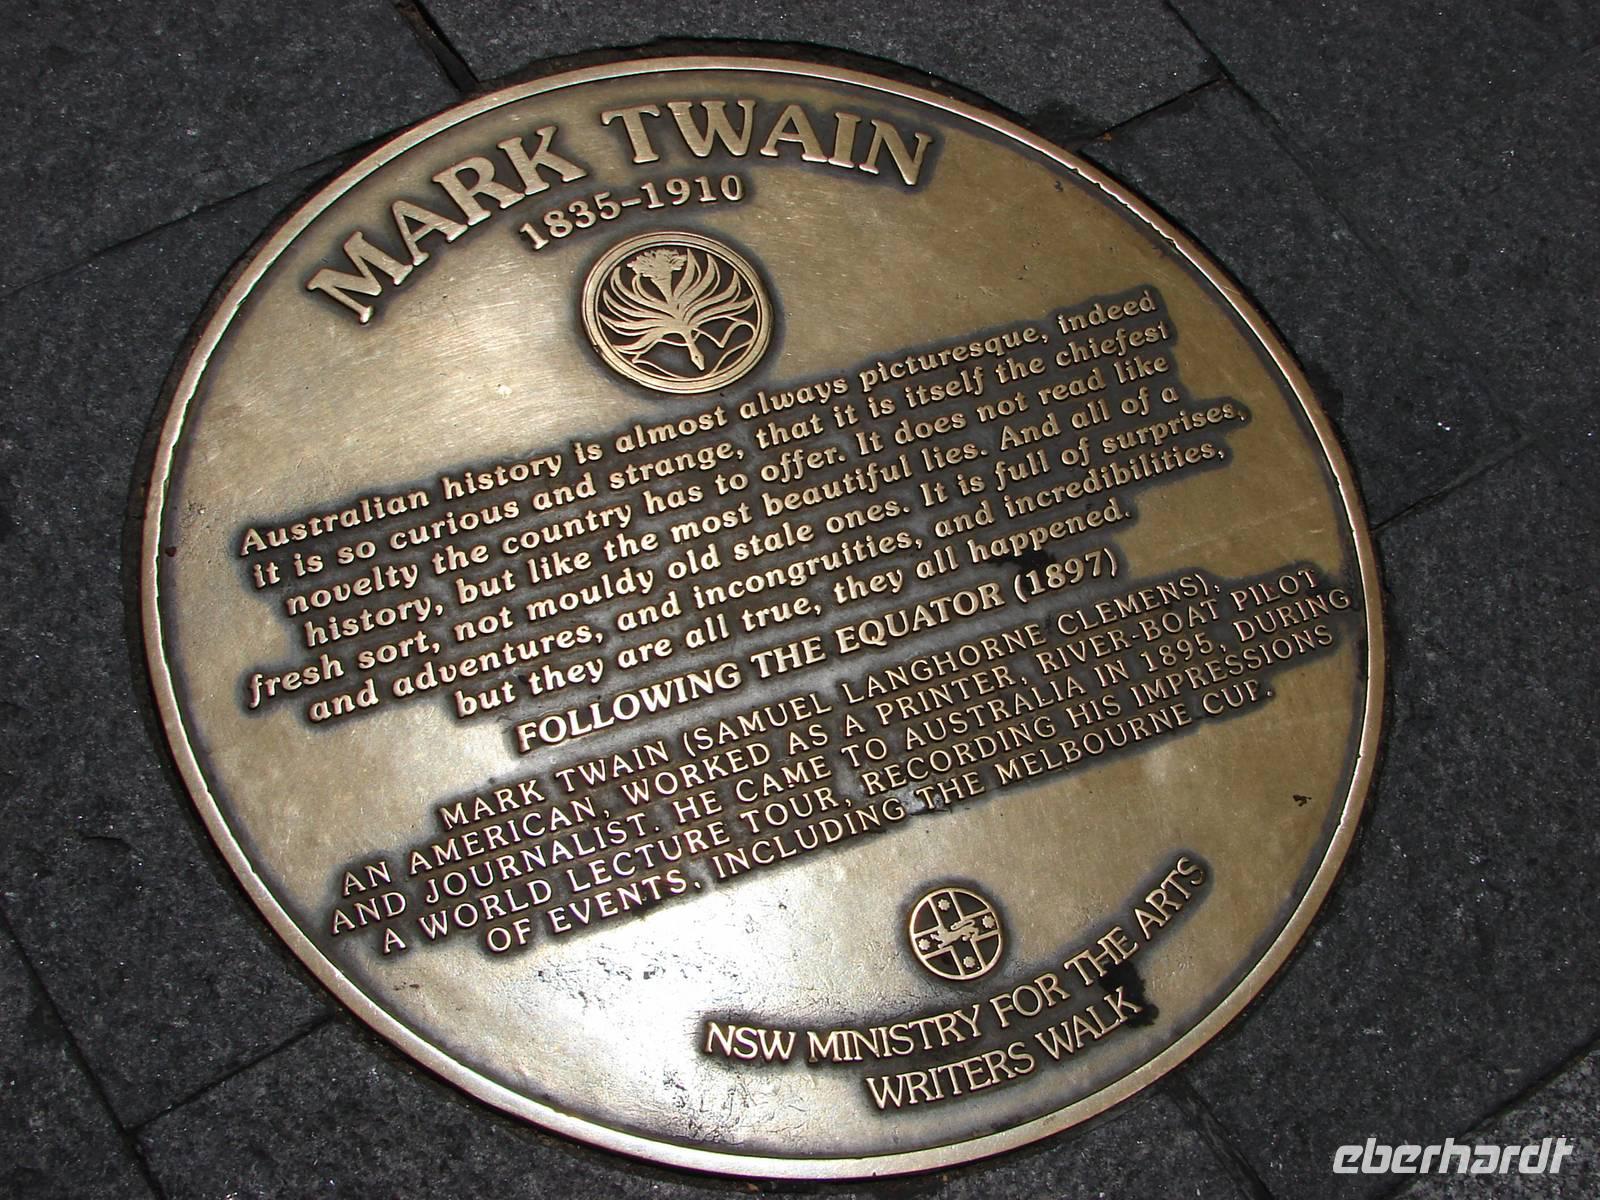 MARK TWAIN
1835–1910
Australian history is almost always picturesque, indeed
it is so curious and strange, that it is itself the chiefest
novelty the country has to offer. It does not read like
history, but like the most beautiful lies. And all of a
fresh sort, not mouldy old stale ones. It is full of surprises,
and adventures, and incongruities, and incredibilities,
but they are all true, they all happened.
FOLLOWING THE EQUATOR (1897)
MARK TWAIN (SAMUEL LANGHORNE CLEMENS),
AN AMERICAN, WORKED AS A PRINTER, RIVER-BOAT PILOT
AND JOURNALIST. HE CAME TO AUSTRALIA IN 1895, DURING
A WORLD LECTURE TOUR, RECORDING HIS IMPRESSIONS
OF EVENTS, INCLUDING THE MELBOURNE CUP.
NSW MINISTRY FOR THE ARTS
WRITERS WALK
eberhardt